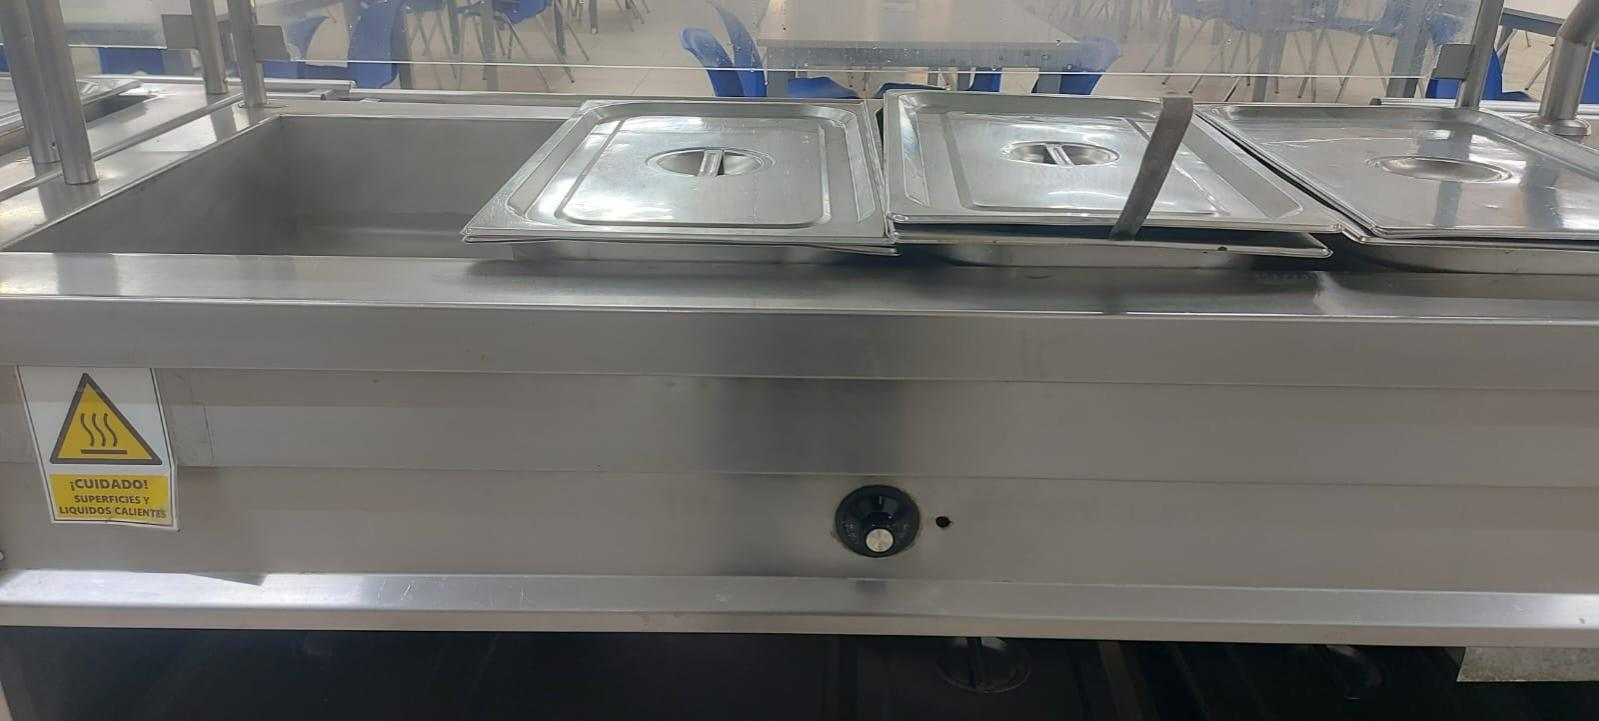 ¡CUIDADO!
SUPERFICIES Y
LIQUIDOS CALIENTES